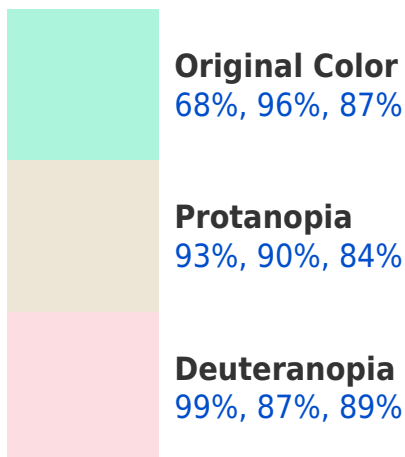 Original Color
68%, 96%, 87%
Protanopia
93%, 90%, 84%
Deuteranopia
99%, 87%, 89%